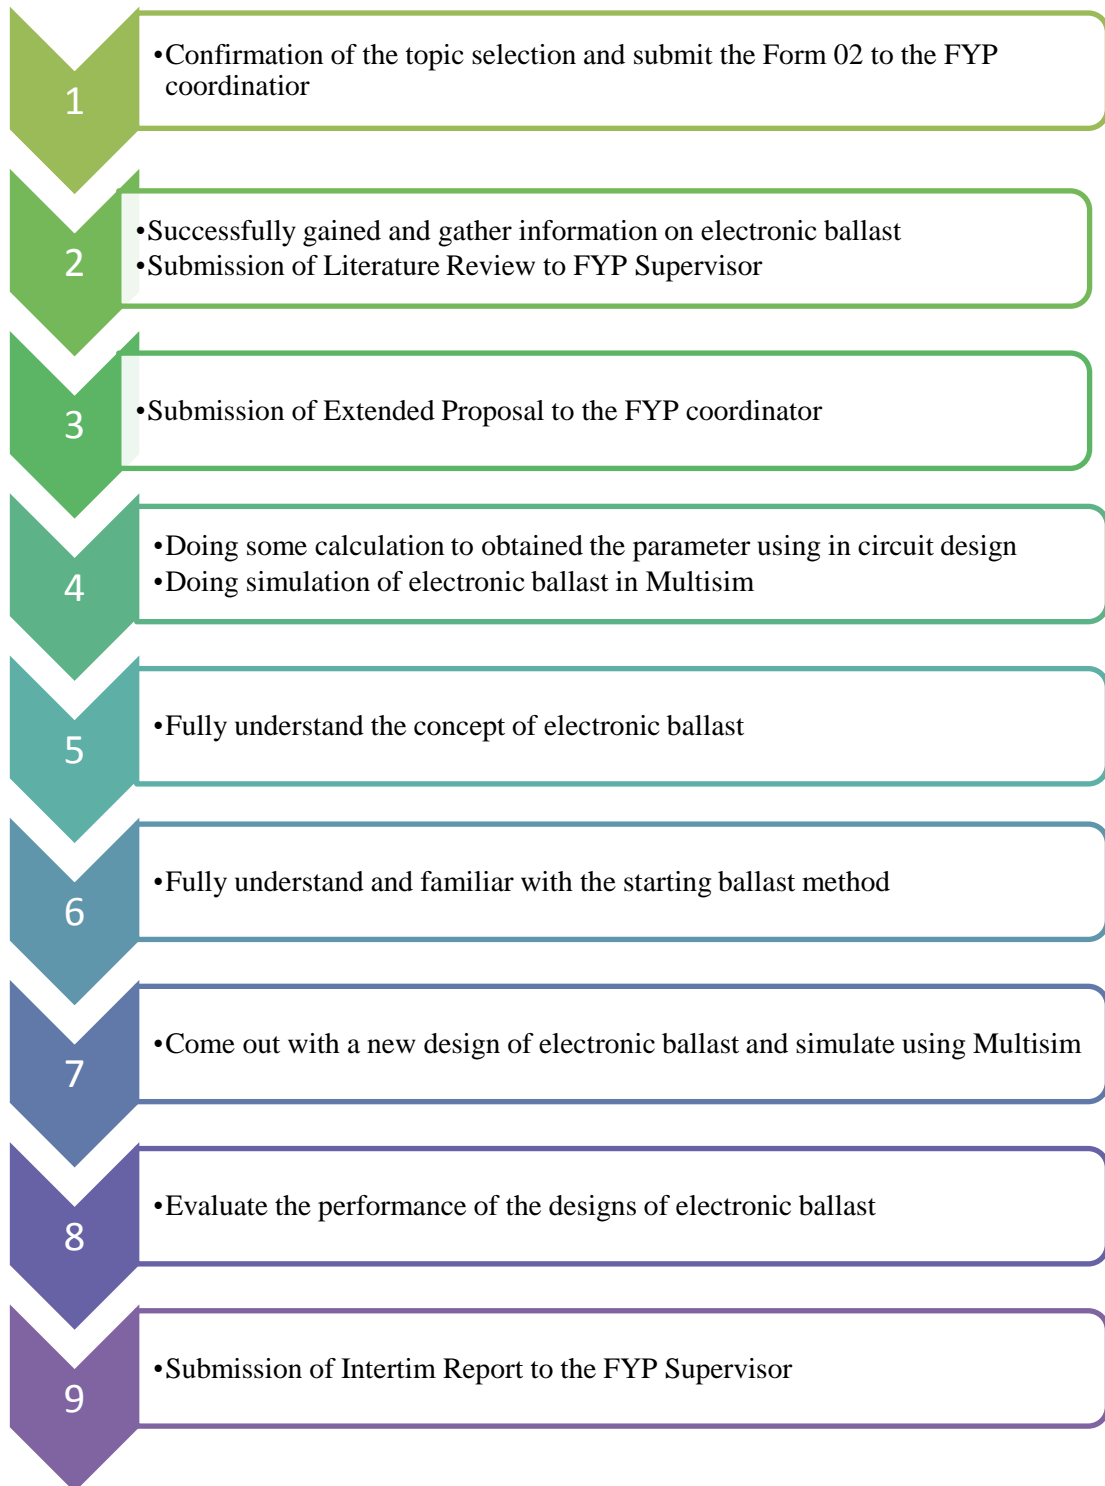 1
•Confirmation of the topic selection and submit the Form 02 to the FYP
coordinatior
2
•Successfully gained and gather information on electronic ballast
•Submission of Literature Review to FYP Supervisor
3
•Submission of Extended Proposal to the FYP coordinator
4
•Doing some calculation to obtained the parameter using in circuit design
•Doing simulation of electronic ballast in Multisim
5
•Fully understand the concept of electronic ballast
6
•Fully understand and familiar with the starting ballast method
7
•Come out with a new design of electronic ballast and simulate using Multisim
8
•Evaluate the performance of the designs of electronic ballast
9
•Submission of Intertim Report to the FYP Supervisor